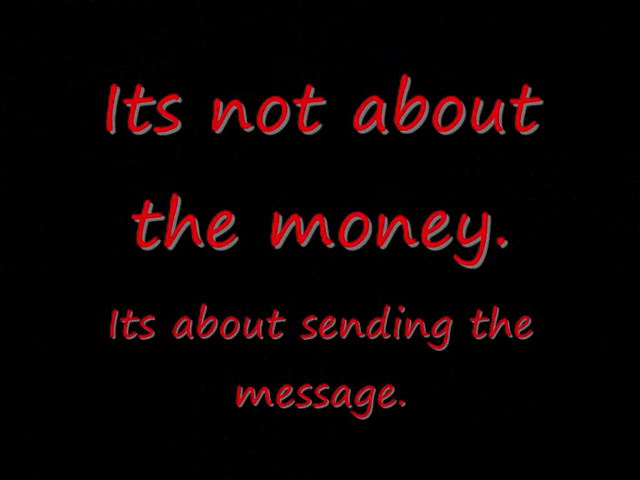 Its not about
the money.
Its about sending the
message.